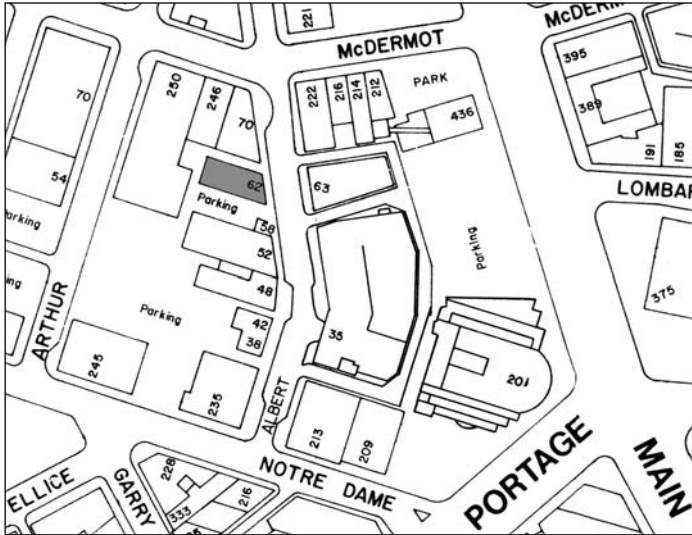 221
McDERMOT
McDERM
395
389
191
185
LOMBAR
375
250
246
70
222
216
214
212
PARK
436
70
54
62
63
Parking
Parking
58
52
Parking
48
Parking
42
38
35
201
ARTHUR
245
235
ALBERT
213
209
NOTRE DAME
PORTAGE
MAIN
ELLICE
GARRY
228
216
333